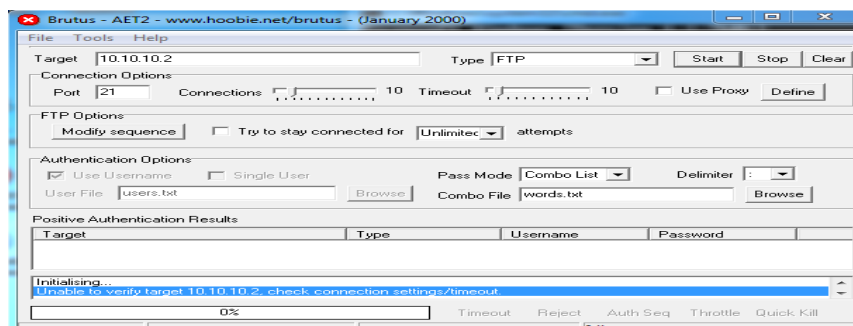 Brutus - AET2 - www.hoobie.net/brutus - (January 2000)
File Tools Help
Target 10.10.10.2 Type FTP Start Stop Clear
Connection Options
Port 21 Connections 10 Timeout 10 Use Proxy Define
FTP Options
Modify sequence Try to stay connected for Unlimitec attempts
Authentication Options
Use Username Single User Pass Mode Combo List Delimiter :
User File users.txt Browse Combo File words.txt Browse
Positive Authentication Results
Target Type Username Password
Initialising...
Unable to verify target 10.10.10.2, check connection settings/timeout.
0% Timeout Reject Auth Seq Throttle Quick Kill